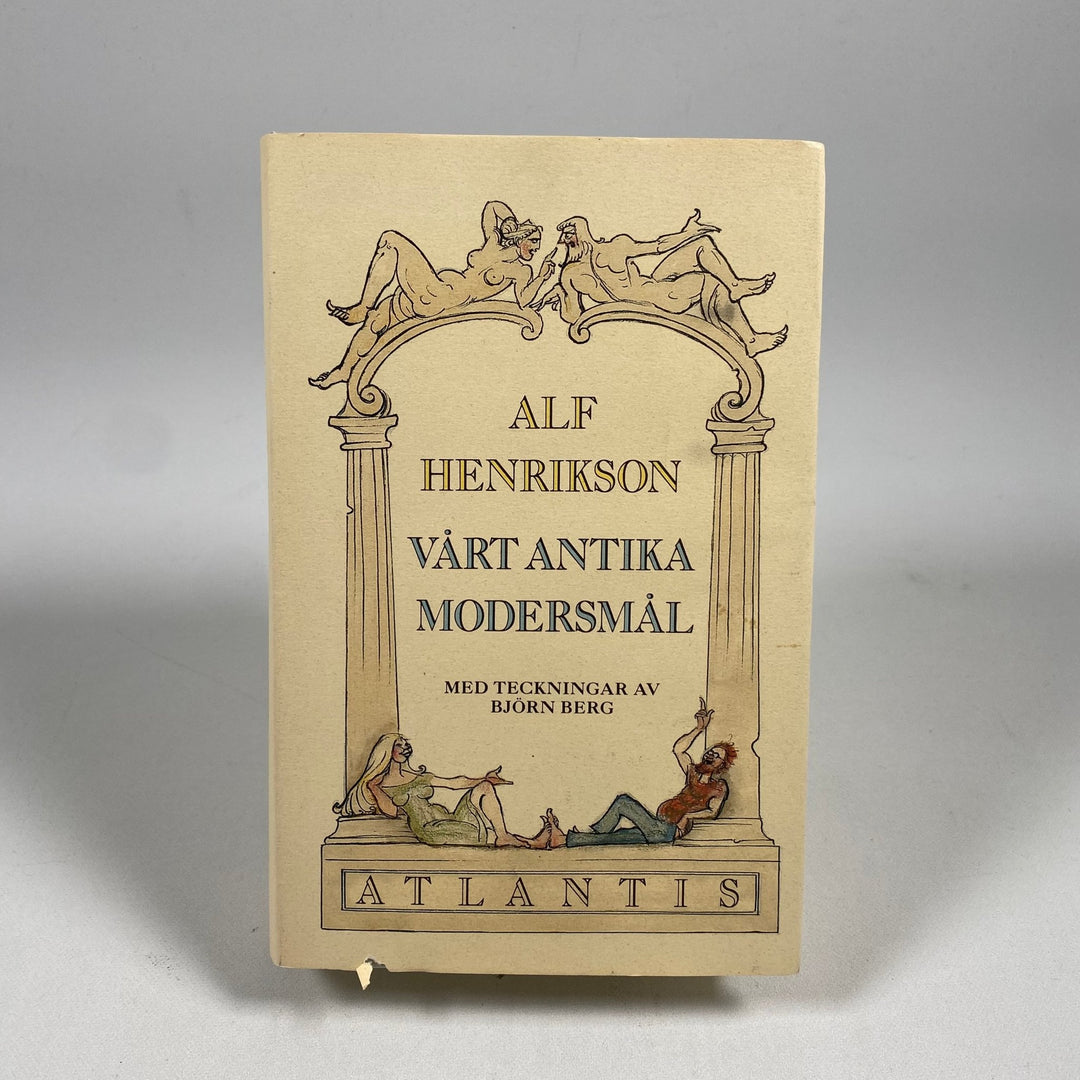 ALF
HENRIKSON
VÅRT ANTIKA
MODERSMÅL
MED TECKNINGAR AV
BJÖRN BERG
ATLANTIS